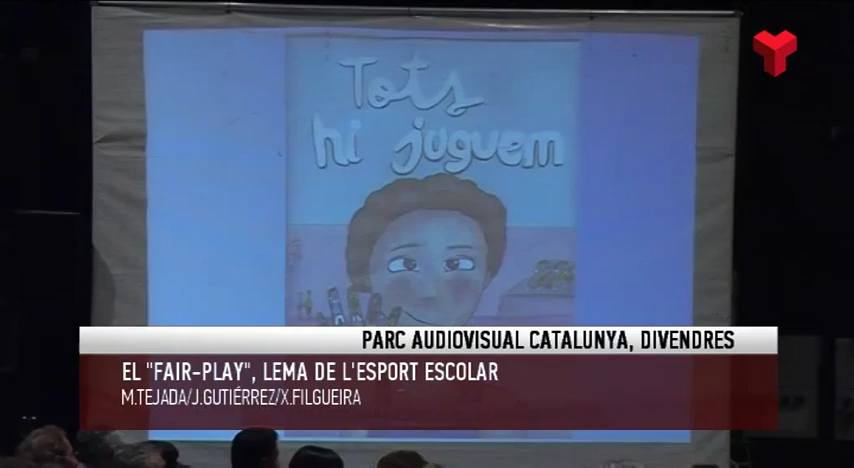 Tots
hi juguem
PARC AUDIOVISUAL CATALUNYA, DIVENDRES
EL "FAIR-PLAY", LEMA DE L'ESPORT ESCOLAR
M.TEJADA/J.GUTIÉRREZ/X.FILGUEIRA